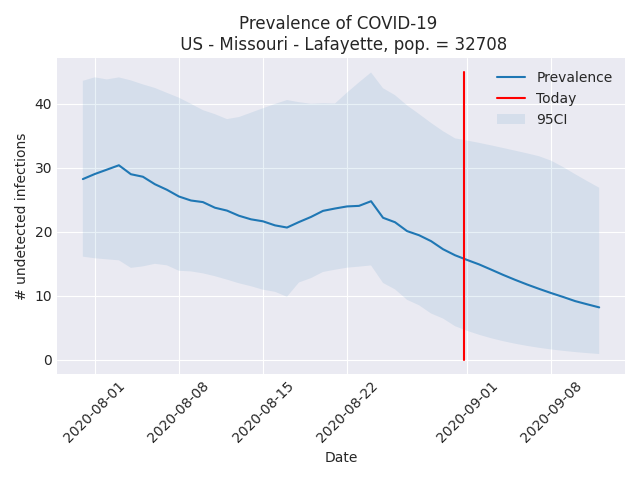 Prevalence of COVID-19
US - Missouri - Lafayette, pop. = 32708
Prevalence
Today
95CI
# undetected infections
40
30
20
10
0
2020-08-01
2020-08-08
2020-08-15
2020-08-22
2020-09-01
2020-09-08
Date